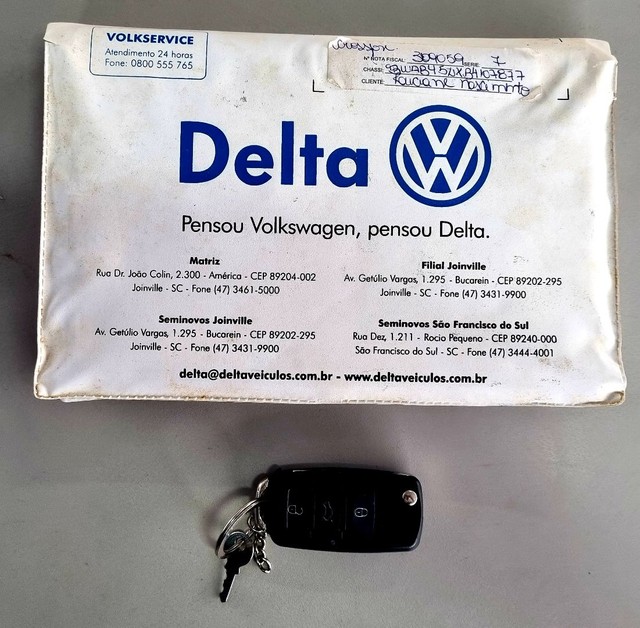 VOLKSERVICE
Atendimento 24 horas
Fone: 0800 555 765
Nº NOTA FISCAL: 309059 SÉRIE: 7
CHASSI:
CLIENTE:
Delta
Pensou Volkswagen, pensou Delta.
Matriz
Rua Dr. João Colin, 2.300 - América - CEP 89204-002
Joinville - SC - Fone (47) 3461-5000
Filial Joinville
Av. Getúlio Vargas, 1.295 - Bucarein - CEP 89202-295
Joinville - SC - Fone (47) 3431-9900
Seminovos Joinville
Av. Getúlio Vargas, 1.295 - Bucarein - CEP 89202-295
Joinville - SC - Fone (47) 3431-9900
Seminovos São Francisco do Sul
Rua Dez, 1.211 - Rocio Pequeno - CEP 89240-000
São Francisco do Sul - SC - Fone (47) 3444-4001
delta@deltaveiculos.com.br - www.deltaveiculos.com.br